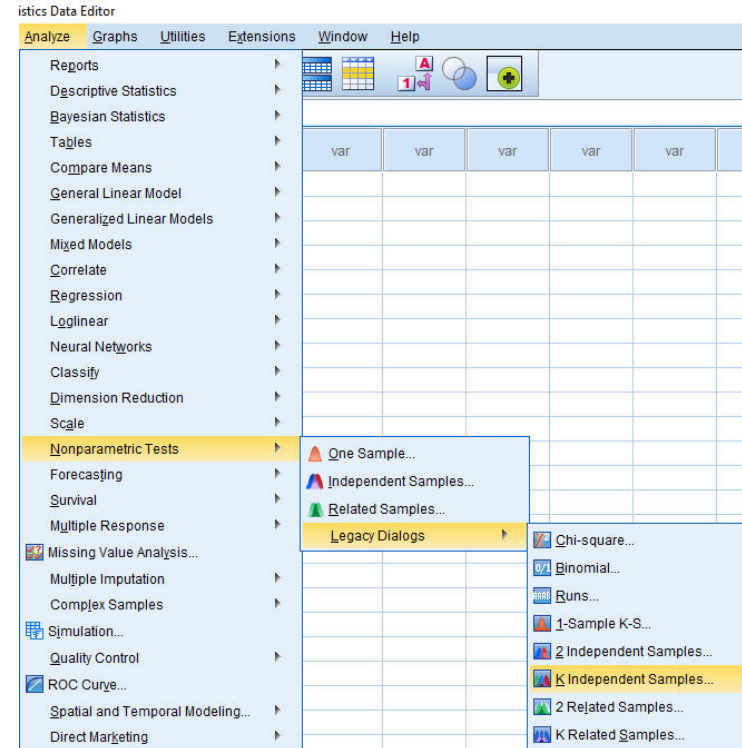 istics Data Editor
Analyze Graphs Utilities Extensions Window Help
Reports
Descriptive Statistics
Bayesian Statistics
Tables
var var var var var
Compare Means
General Linear Model
Generalized Linear Models
Mixed Models
Correlate
Regression
Loglinear
Neural Networks
Classify
Dimension Reduction
Scale
Nonparametric Tests
One Sample...
Forecasting
Independent Samples...
Survival
Related Samples...
Multiple Response
Legacy Dialogs
Chi-square...
Missing Value Analysis...
Binomial...
Multiple Imputation
Runs...
Complex Samples
1-Sample K-S...
Simulation...
2 Independent Samples...
Quality Control
K Independent Samples...
ROC Curve...
2 Related Samples...
Spatial and Temporal Modeling...
K Related Samples...
Direct Marketing